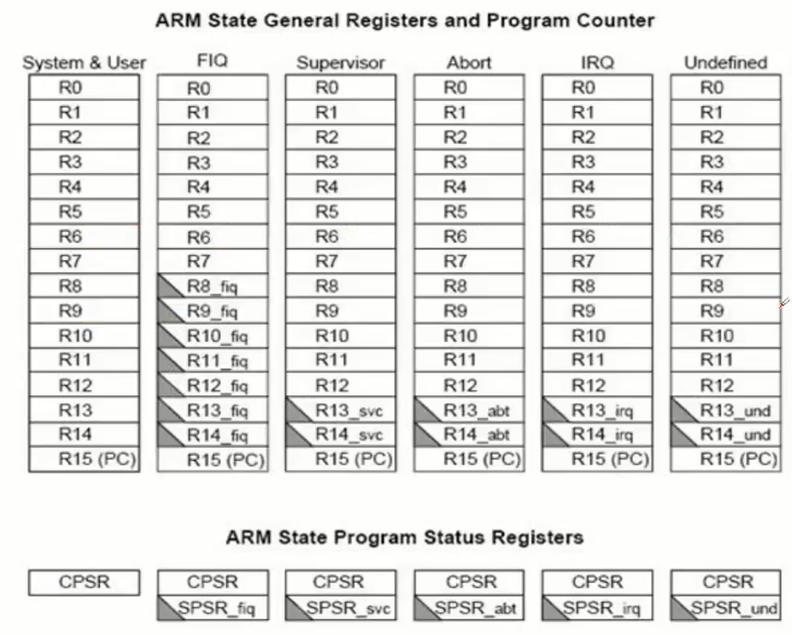 ARM State General Registers and Program Counter
System & User FIQ Supervisor Abort IRQ Undefined
R0 R0 R0 R0 R0 R0
R1 R1 R1 R1 R1 R1
R2 R2 R2 R2 R2 R2
R3 R3 R3 R3 R3 R3
R4 R4 R4 R4 R4 R4
R5 R5 R5 R5 R5 R5
R6 R6 R6 R6 R6 R6
R7 R7 R7 R7 R7 R7
R8 R8_fiq R8 R8 R8 R8
R9 R9_fiq R9 R9 R9 R9
R10 R10_fiq R10 R10 R10 R10
R11 R11_fiq R11 R11 R11 R11
R12 R12_fiq R12 R12 R12 R12
R13 R13_fiq R13_svc R13_abt R13_irq R13_und
R14 R14_fiq R14_svc R14_abt R14_irq R14_und
R15 (PC) R15 (PC) R15 (PC) R15 (PC) R15 (PC) R15 (PC)
ARM State Program Status Registers
CPSR CPSR CPSR CPSR CPSR CPSR
SPSR_fiq SPSR_svc SPSR_abt SPSR_irq SPSR_und